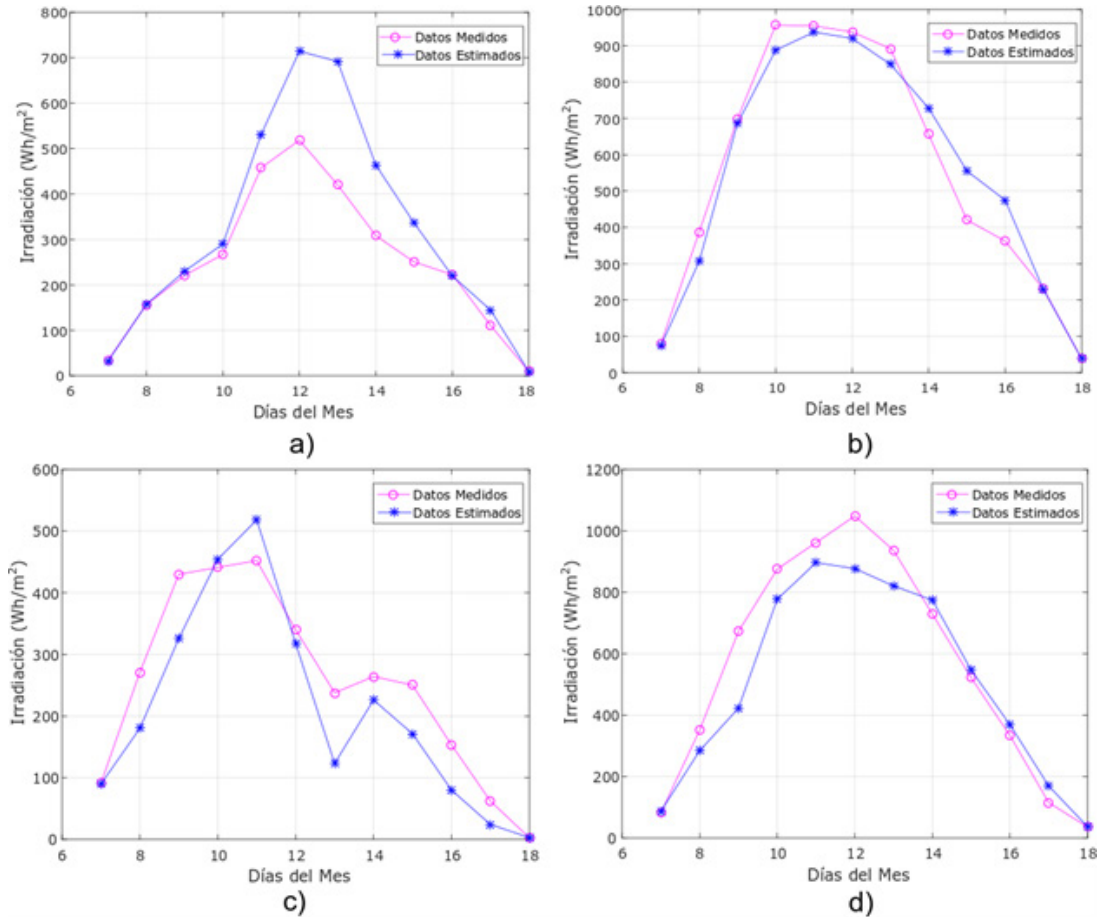 800
700
600
500
400
300
200
100
0
Irradiación (Wh/m²)
Datos Medidos
Datos Estimados
6 8 10 12 14 16 18
Días del Mes
a)
1000
900
800
700
600
500
400
300
200
100
0
Irradiación (Wh/m²)
Datos Medidos
Datos Estimados
6 8 10 12 14 16 18
Días del Mes
b)
600
500
400
300
200
100
0
Irradiación (Wh/m²)
Datos Medidos
Datos Estimados
6 8 10 12 14 16 18
Días del Mes
c)
1200
1000
800
600
400
200
0
Irradiación (Wh/m²)
Datos Medidos
Datos Estimados
6 8 10 12 14 16 18
Días del Mes
d)